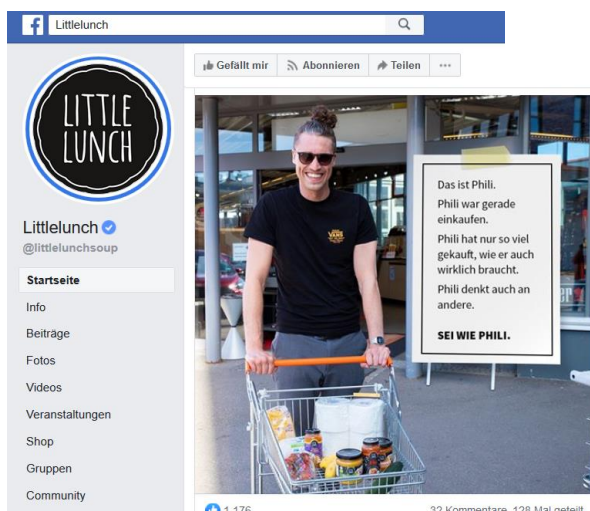 Littlelunch
Gefällt mir
Abonnieren
Teilen
LITTLE
LUNCH
Littlelunch
@littlelunchsoup
Startseite
Info
Beiträge
Fotos
Videos
Veranstaltungen
Shop
Gruppen
Community
VANS
Das ist Phili.
Phili war gerade
einkaufen.
Phili hat nur so viel
gekauft, wie er auch
wirklich braucht.
Phili denkt auch an
andere.
SEI WIE PHILI.
1.176
32 Kommentare 128 Mal geteilt